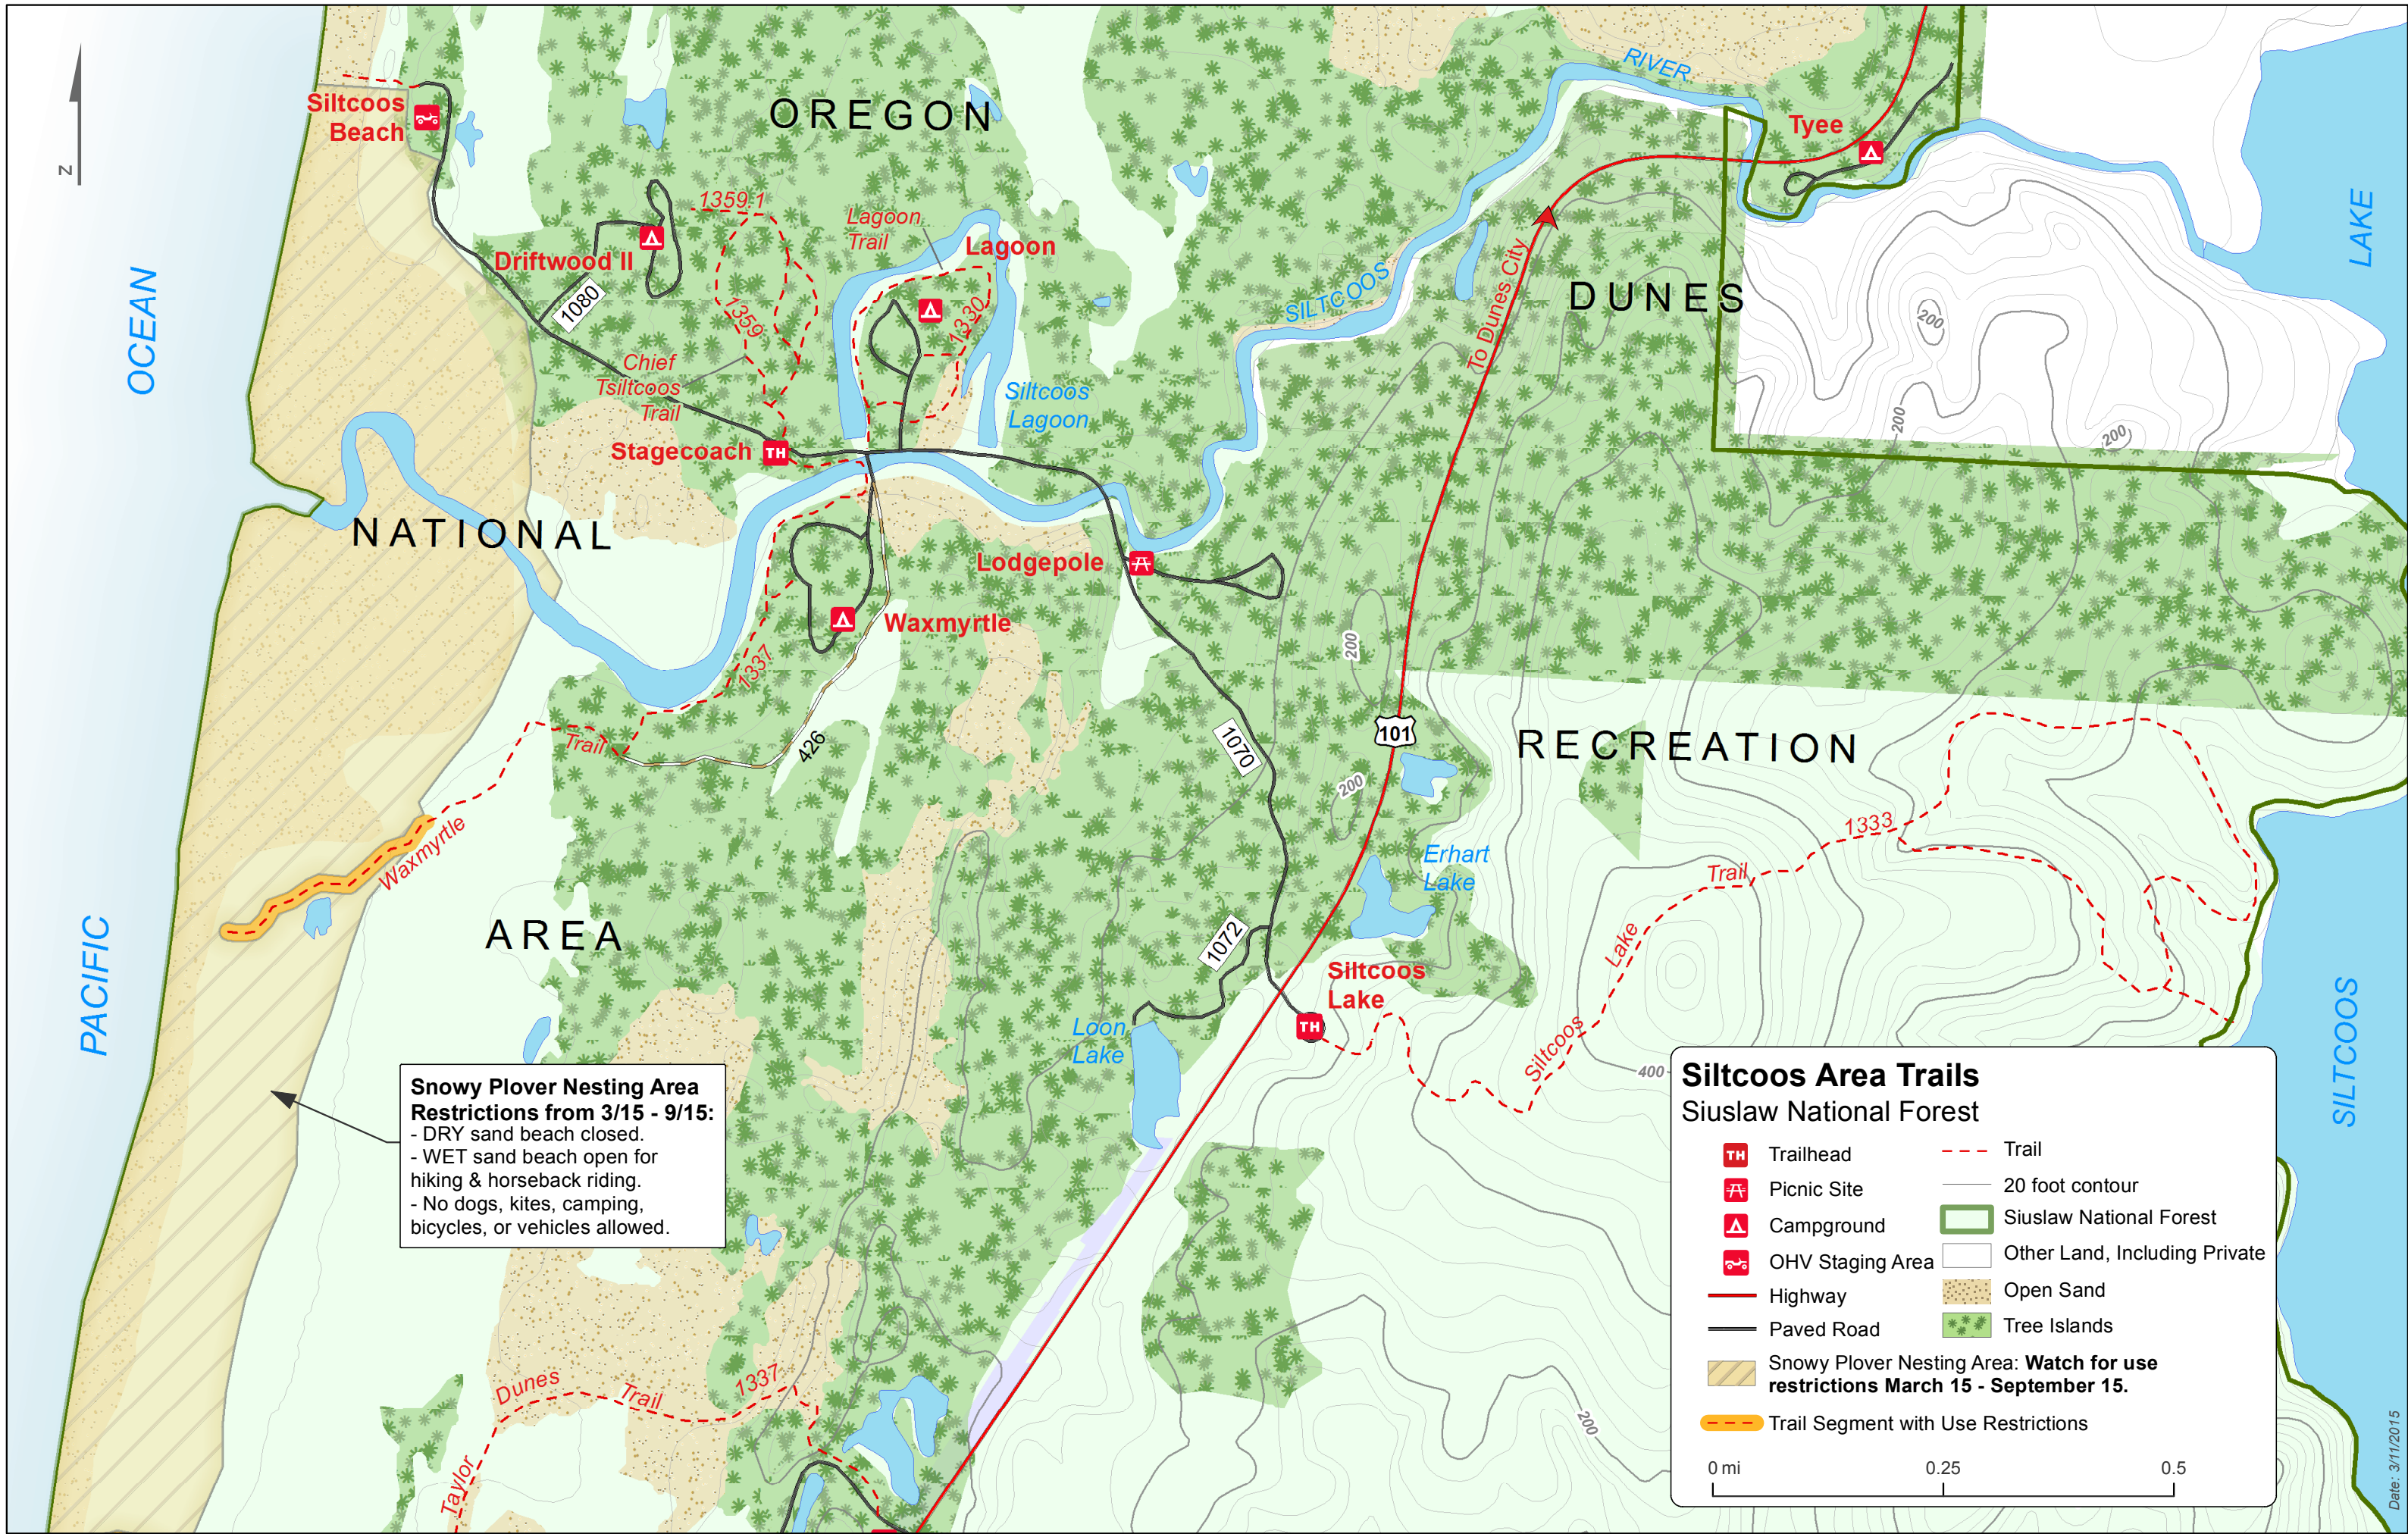 RIVER
Siltcoos
Beach
OREGON
Tyee
N
1359.1
Lagoon
Trail
Lagoon
LAKE
Driftwood II
1080
1359
1330
SILTCOOS
To Dunes City
DUNES
200
OCEAN
Chief
Tsiltcoos
Trail
Siltcoos
Lagoon
200
200
Stagecoach
TH
NATIONAL
Lodgepole
Waxmyrtle
200
1337
Trail
426
1070
101
RECREATION
200
1333
Waxmyrtle
Erhart
Lake
Trail
AREA
1072
Lake
PACIFIC
Siltcoos
Lake
TH
Loon
Lake
Siltcoos
400
SILTCOOS
Snowy Plover Nesting Area
Restrictions from 3/15 - 9/15:
- DRY sand beach closed.
- WET sand beach open for
hiking & horseback riding.
- No dogs, kites, camping,
bicycles, or vehicles allowed.
Dunes
Trail
1337
Taylor
200
Siltcoos Area Trails
Siuslaw National Forest
TH Trailhead
Picnic Site
Campground
OHV Staging Area
Highway
Paved Road
Trail
20 foot contour
Siuslaw National Forest
Other Land, Including Private
Open Sand
Tree Islands
Snowy Plover Nesting Area: Watch for use
restrictions March 15 - September 15.
Trail Segment with Use Restrictions
0 mi 0.25 0.5
Date: 3/11/2015